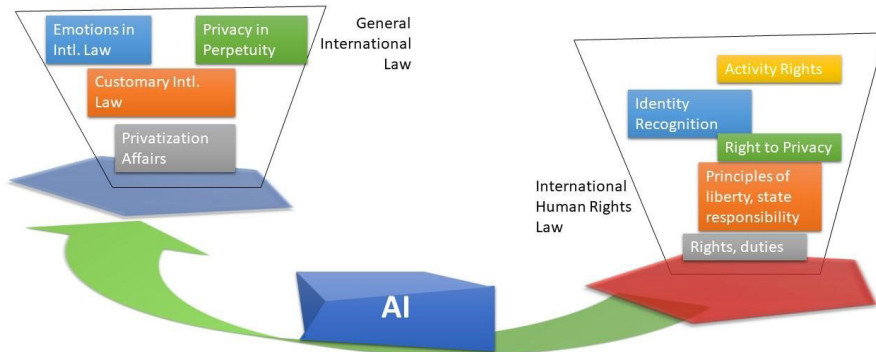 Emotions in
Intl. Law
Privacy in
Perpetuity
Customary Intl.
Law
Privatization
Affairs
General
International
Law
AI
International
Human Rights
Law
Activity Rights
Identity
Recognition
Right to Privacy
Principles of
liberty, state
responsibility
Rights, duties